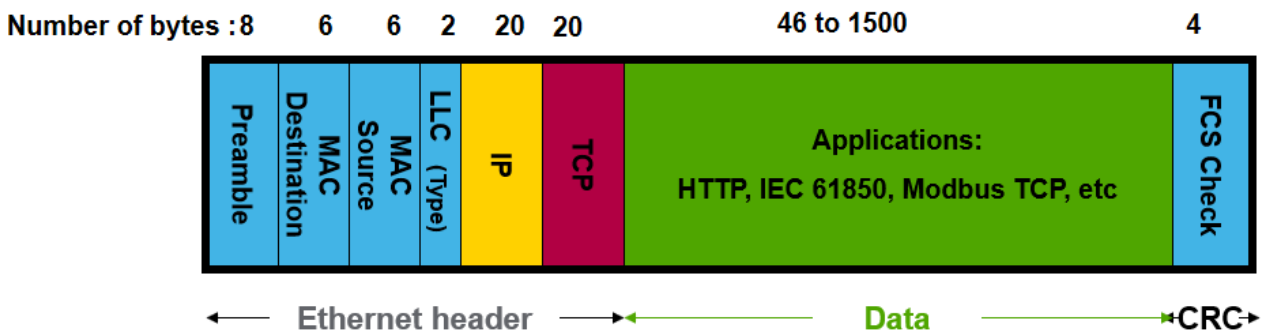 Number of bytes : 8 6 6 2 20 20 46 to 1500 4
Preamble
Destination
MAC
Source
MAC
LLC (Type)
IP
TCP
Applications:
HTTP, IEC 61850, Modbus TCP, etc
FCS Check
Ethernet header
Data
CRC